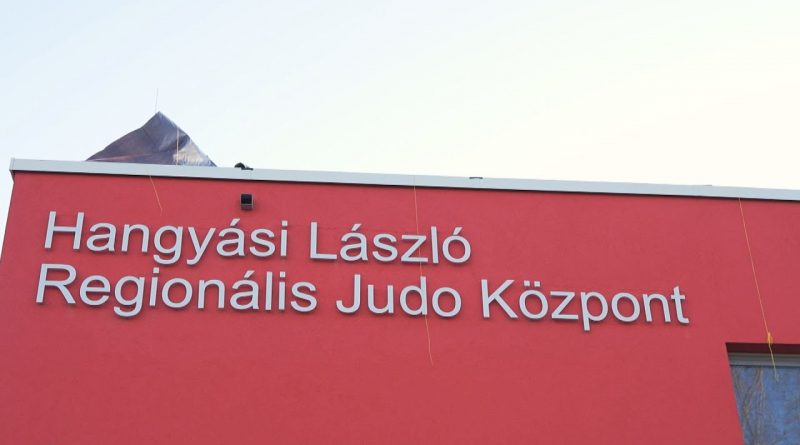 Hangyási László
Regionális Judo Központ